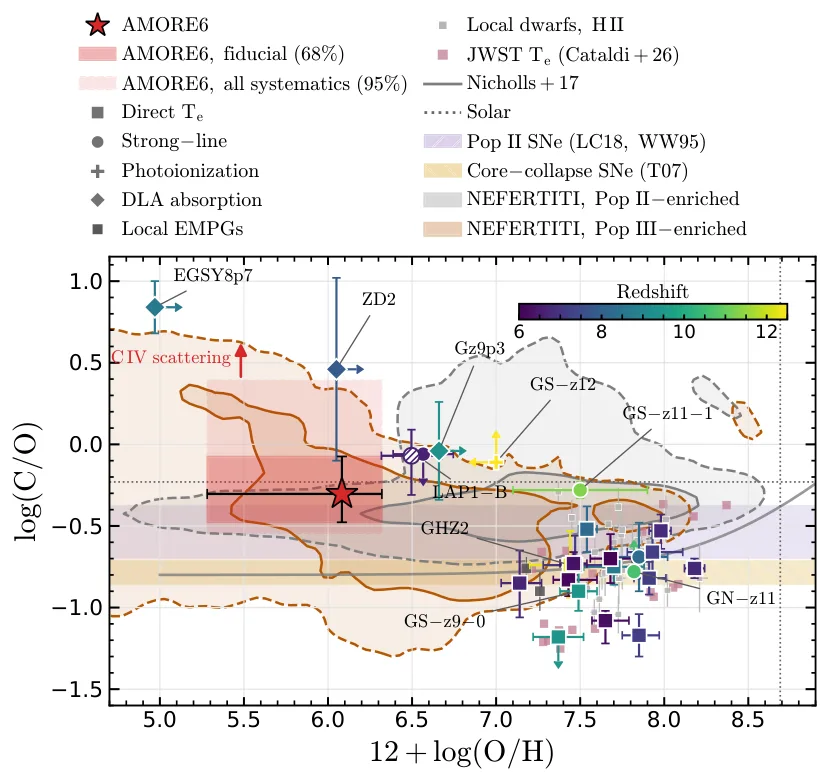 AMORE6
AMORE6, fiducial (68%)
AMORE6, all systematics (95%)
Direct Te
Strong−line
Photoionization
DLA absorption
Local EMPGs
Local dwarfs, H II
JWST Te (Cataldi+26)
Nicholls+17
Solar
Pop II SNe (LC18, WW95)
Core−collapse SNe (T07)
NEFERTITI, Pop II−enriched
NEFERTITI, Pop III−enriched
EGSY8p7
ZD2
Redshift
6 8 10 12
C IV scattering
Gz9p3
GS−z12
GS−z11−1
LAP1−B
GHZ2
GN−z11
GS−z9−0
log(C/O)
1.0
0.5
0.0
−0.5
−1.0
−1.5
5.0 5.5 6.0 6.5 7.0 7.5 8.0 8.5
12 + log(O/H)